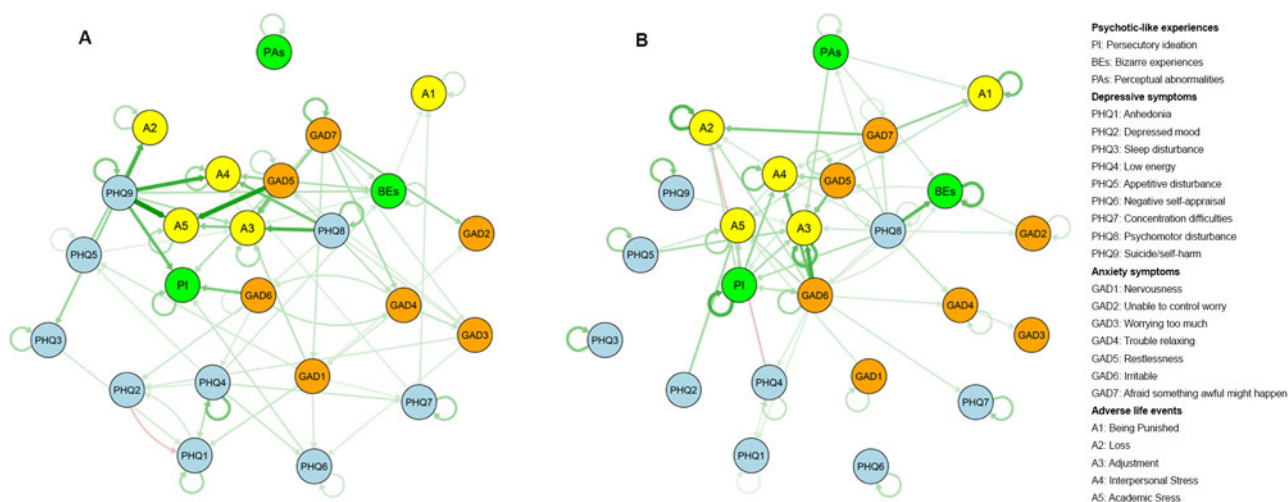 A
PAs
A1
A2
GAD7
A4
GAD5
PHQ9
BEs
A5
A3
PHQ8
GAD2
PHQ5
PI
GAD6
GAD4
PHQ3
GAD3
PHQ2
PHQ4
GAD1
PHQ7
PHQ1
PHQ6
B
PAs
A1
A2
GAD7
A4
GAD5
PHQ9
BEs
A5
A3
PHQ8
GAD2
PHQ5
PI
GAD6
GAD4
GAD3
PHQ3
PHQ2
PHQ4
GAD1
PHQ7
PHQ1
PHQ6
Psychotic-like experiences
PI: Persecutory ideation
BEs: Bizarre experiences
PAs: Perceptual abnormalities
Depressive symptoms
PHQ1: Anhedonia
PHQ2: Depressed mood
PHQ3: Sleep disturbance
PHQ4: Low energy
PHQ5: Appetitive disturbance
PHQ6: Negative self-appraisal
PHQ7: Concentration difficulties
PHQ8: Psychomotor disturbance
PHQ9: Suicide/self-harm
Anxiety symptoms
GAD1: Nervousness
GAD2: Unable to control worry
GAD3: Worrying too much
GAD4: Trouble relaxing
GAD5: Restlessness
GAD6: Irritable
GAD7: Afraid something awful might happen
Adverse life events
A1: Being Punished
A2: Loss
A3: Adjustment
A4: Interpersonal Stress
A5: Academic Sress